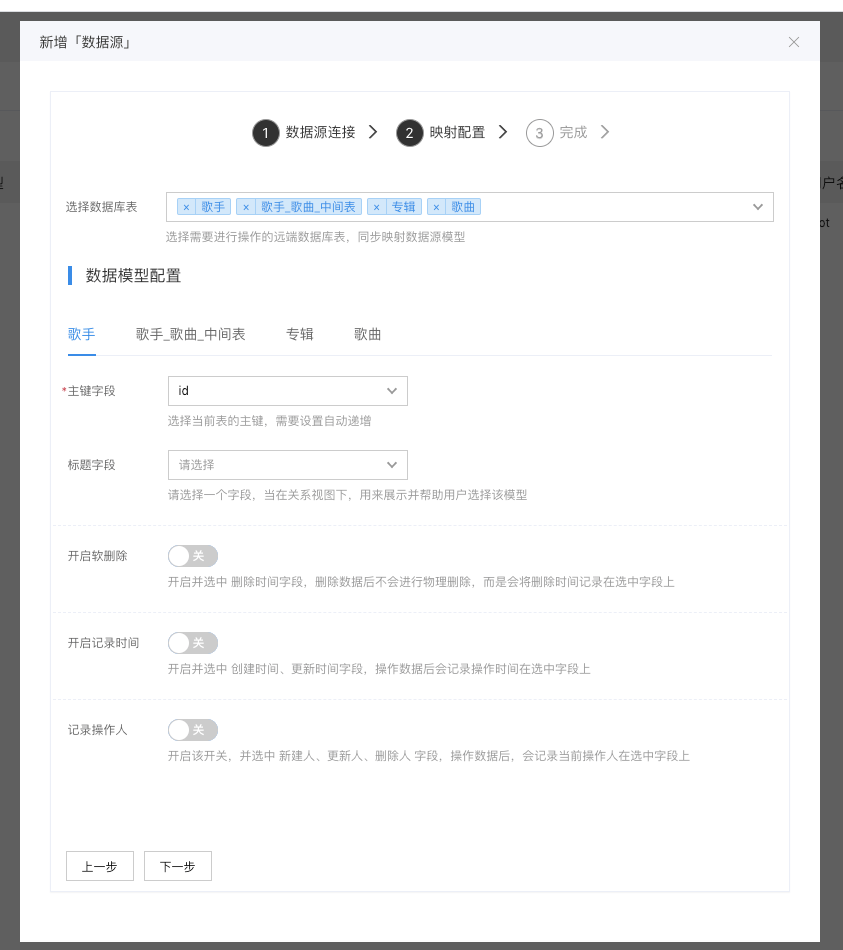 新增「数据源」
1 数据源连接 2 映射配置 3 完成
选择数据库表 × 歌手 × 歌手_歌曲_中间表 × 专辑 × 歌曲
选择需要进行操作的远端数据库表，同步映射数据源模型
数据模型配置
歌手 歌手_歌曲_中间表 专辑 歌曲
*主键字段 id
选择当前表的主键，需要设置自动递增
标题字段 请选择
请选择一个字段，当在关系视图下，用来展示并帮助用户选择该模型
开启软删除 关
开启并选中 删除时间字段，删除数据后不会进行物理删除，而是会将删除时间记录在选中字段上
开启记录时间 关
开启并选中 创建时间、更新时间字段，操作数据后会记录操作时间在选中字段上
记录操作人 关
开启该开关，并选中 新建人、更新人、删除人 字段，操作数据后，会记录当前操作人在选中字段上
上一步 下一步